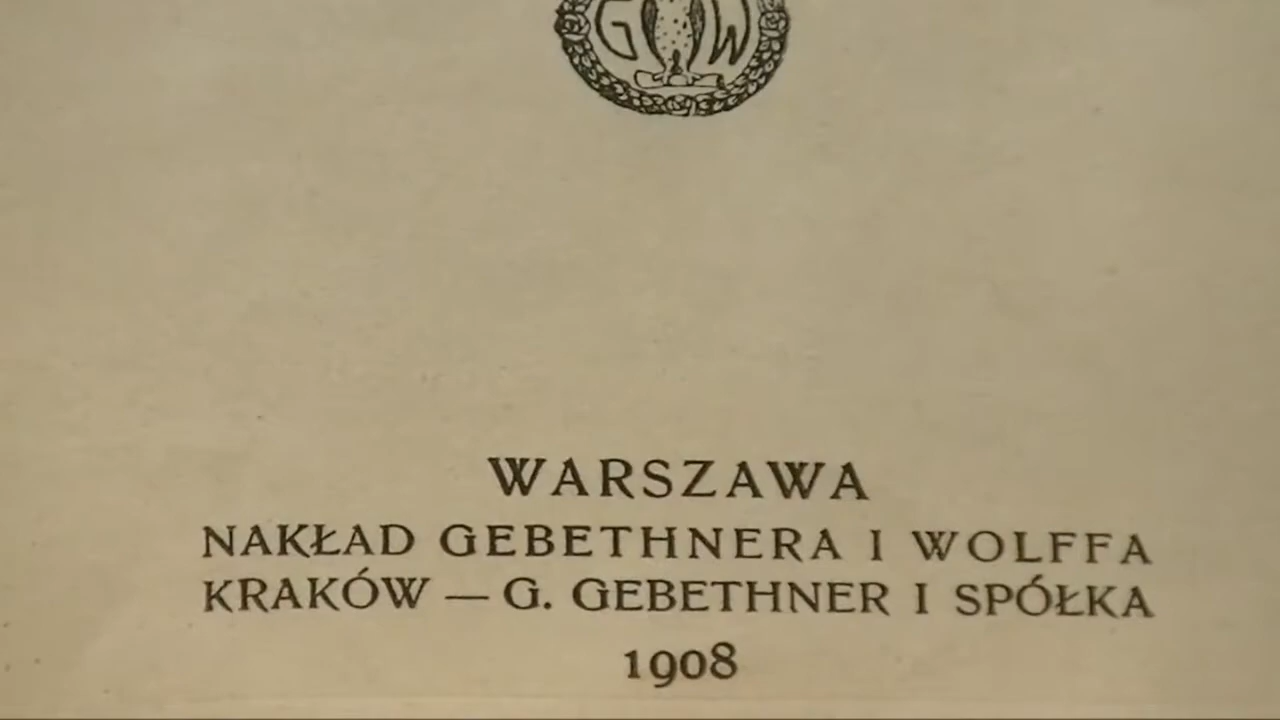 G W
WARSZAWA
NAKŁAD GEBETHNERA I WOLFFA
KRAKÓW — G. GEBETHNER I SPÓŁKA
1908